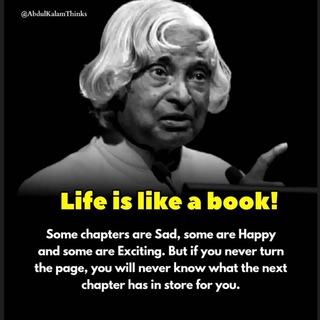 @AbdulKalamThinks
Life is like a book!
Some chapters are Sad, some are Happy
and some are Exciting. But if you never turn
the page, you will never know what the next
chapter has in store for you.